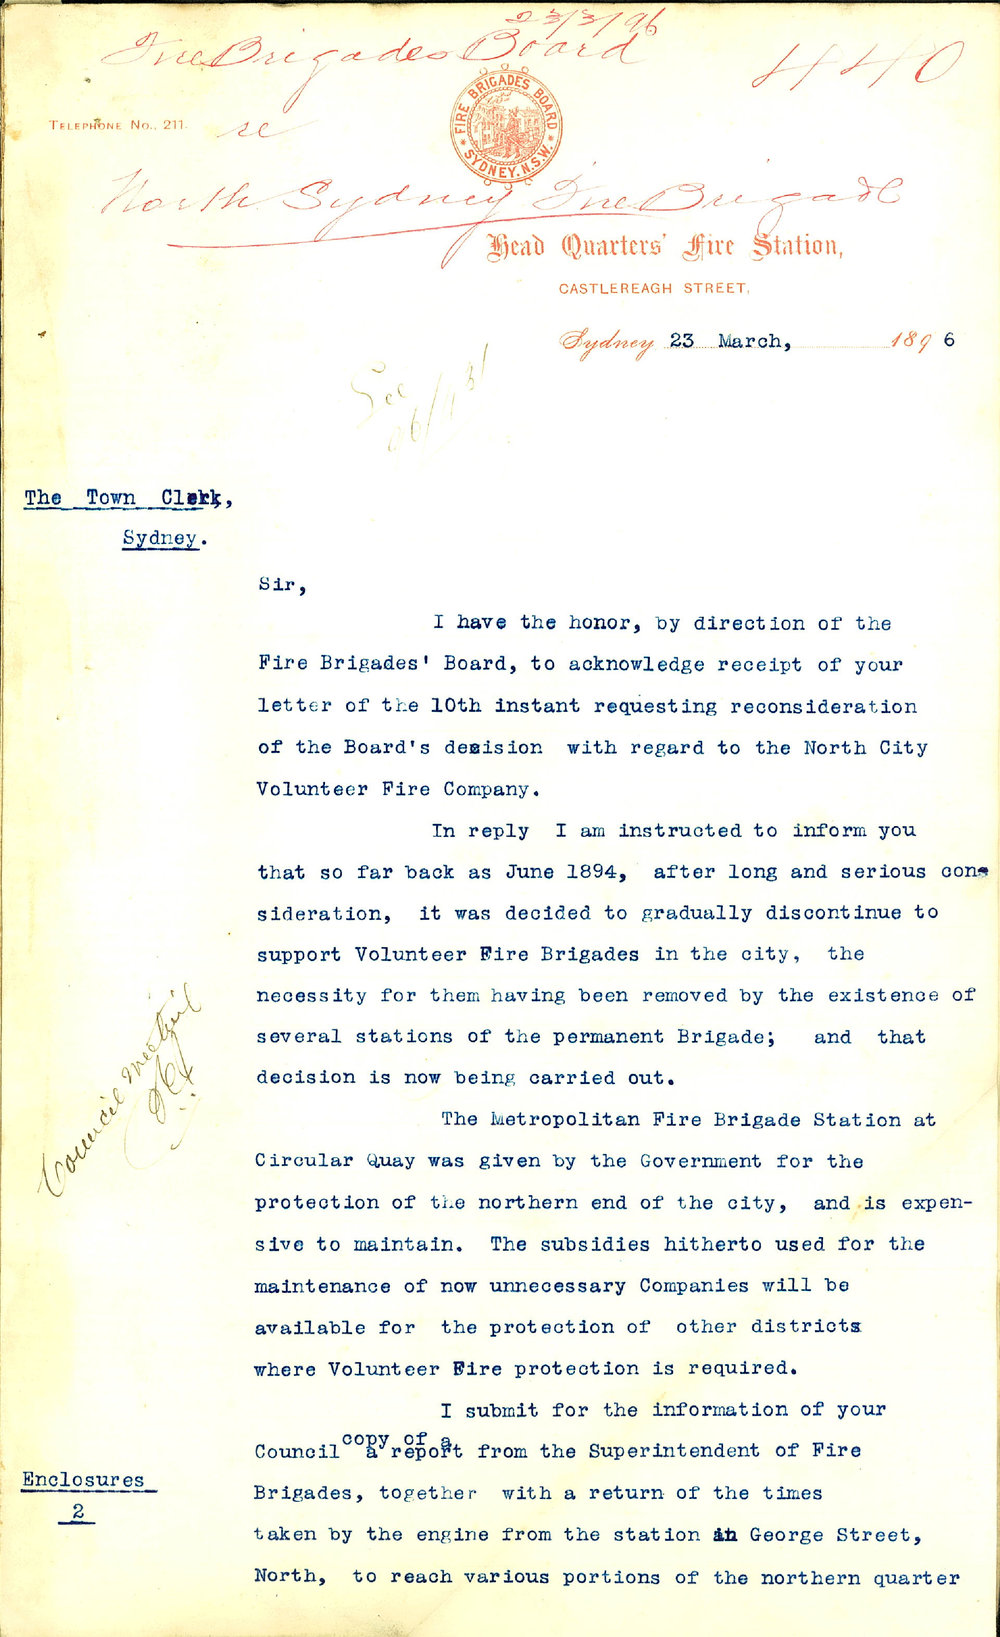 23/3/96
Fire Brigades Board
440
FIRE BRIGADES BOARD
SYDNEY. N.S.W.
TELEPHONE NO., 211.
re
North Sydney Fire Brigade
Head Quarters' Fire Station,
CASTLEREAGH STREET,
Sydney 23 March, 1896
The Town Clerk,
Sydney.
Sir,
I have the honor, by direction of the
Fire Brigades' Board, to acknowledge receipt of your
letter of the 10th instant requesting reconsideration
of the Board's desision with regard to the North City
Volunteer Fire Company.
In reply I am instructed to inform you
that so far back as June 1894, after long and serious con-
sideration, it was decided to gradually discontinue to
support Volunteer Fire Brigades in the city, the
necessity for them having been removed by the existence of
several stations of the permanent Brigade; and that
decision is now being carried out.
Council Meeting
The Metropolitan Fire Brigade Station at
Circular Quay was given by the Government for the
protection of the northern end of the city, and is expen-
sive to maintain. The subsidies hitherto used for the
maintenance of now unnecessary Companies will be
available for the protection of other districts
where Volunteer Fire protection is required.
I submit for the information of your
copy of a
Council a report from the Superintendent of Fire
Enclosures
2
Brigades, together with a return of the times
taken by the engine from the station in George Street,
North, to reach various portions of the northern quarter